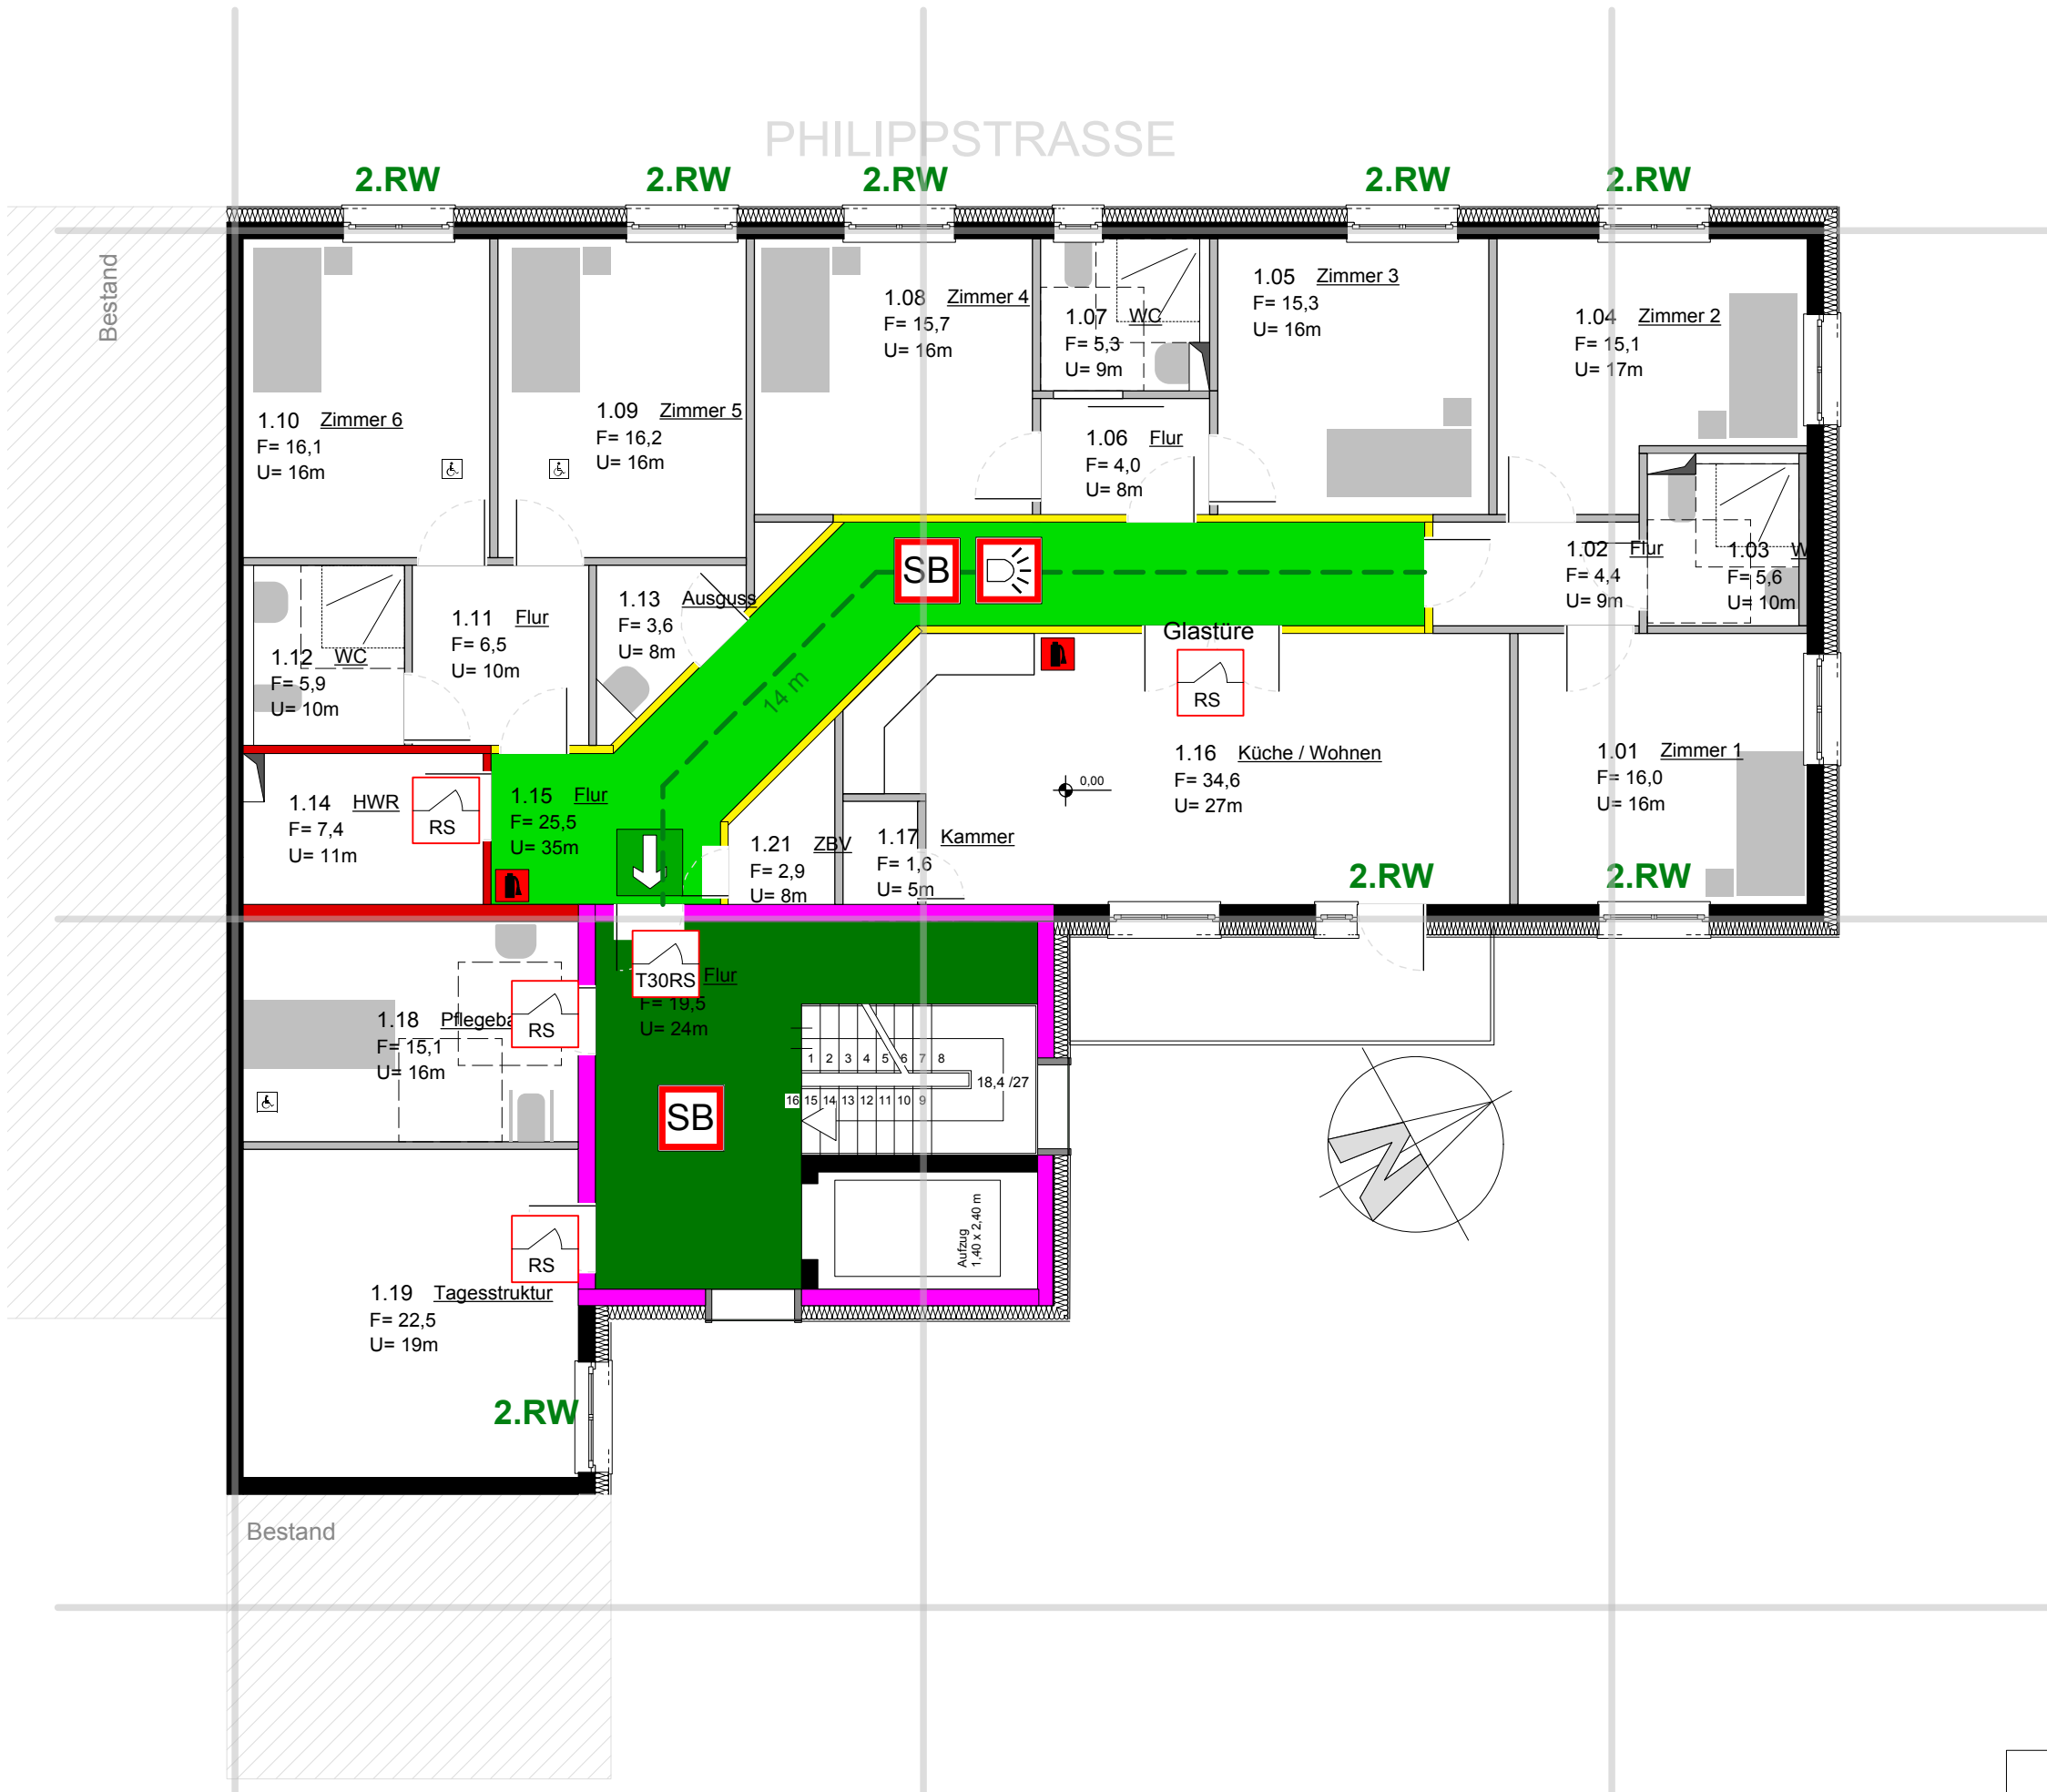 PHILIPPSTRASSE
2.RW
2.RW
2.RW
2.RW
2.RW
Bestand
1.10 Zimmer 6
F= 16,1
U= 16m
1.09 Zimmer 5
F= 16,2
U= 16m
1.08 Zimmer 4
F= 15,7
U= 16m
1.07 WC
F= 5,3
U= 9m
1.06 Flur
F= 4,0
U= 8m
1.05 Zimmer 3
F= 15,3
U= 16m
1.04 Zimmer 2
F= 15,1
U= 17m
1.02 Flur
F= 4,4
U= 9m
1.03 W
F= 5,6
U= 10m
SB
1.13 Ausguss
F= 3,6
U= 8m
1.11 Flur
F= 6,5
U= 10m
1.12 WC
F= 5,9
U= 10m
14 m
Glastüre
RS
1.16 Küche / Wohnen
F= 34,6
U= 27m
0,00
1.01 Zimmer 1
F= 16,0
U= 16m
1.14 HWR
F= 7,4
U= 11m
RS
1.15 Flur
F= 25,5
U= 35m
1.21 ZBV
F= 2,9
U= 8m
1.17 Kammer
F= 1,6
U= 5m
2.RW
2.RW
T30RS
Flur
F= 19,5
U= 24m
1.18 Pflegeba
F= 15,1
U= 16m
RS
1 2 3 4 5 6 7 8
18,4 /27
16 15 14 13 12 11 10 9
SB
N
Aufzug
1,40 x 2,40 m
RS
1.19 Tagesstruktur
F= 22,5
U= 19m
2.RW
Bestand